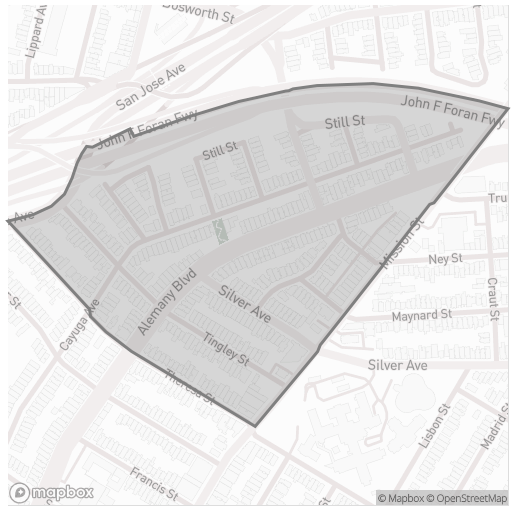 Bosworth St
Lippard Ave
San Jose Ave
John F Foran Fwy
John F Foran Fwy
Still St
Still St
Tru
Ave
Mission St
Ney St
Craut St
Alemany Blvd
Silver Ave
Cayuga Ave
St
Maynard St
Tingley St
Silver Ave
Theresa St
Lisbon St
Madrid St
Francis St
mapbox
© Mapbox © OpenStreetMap